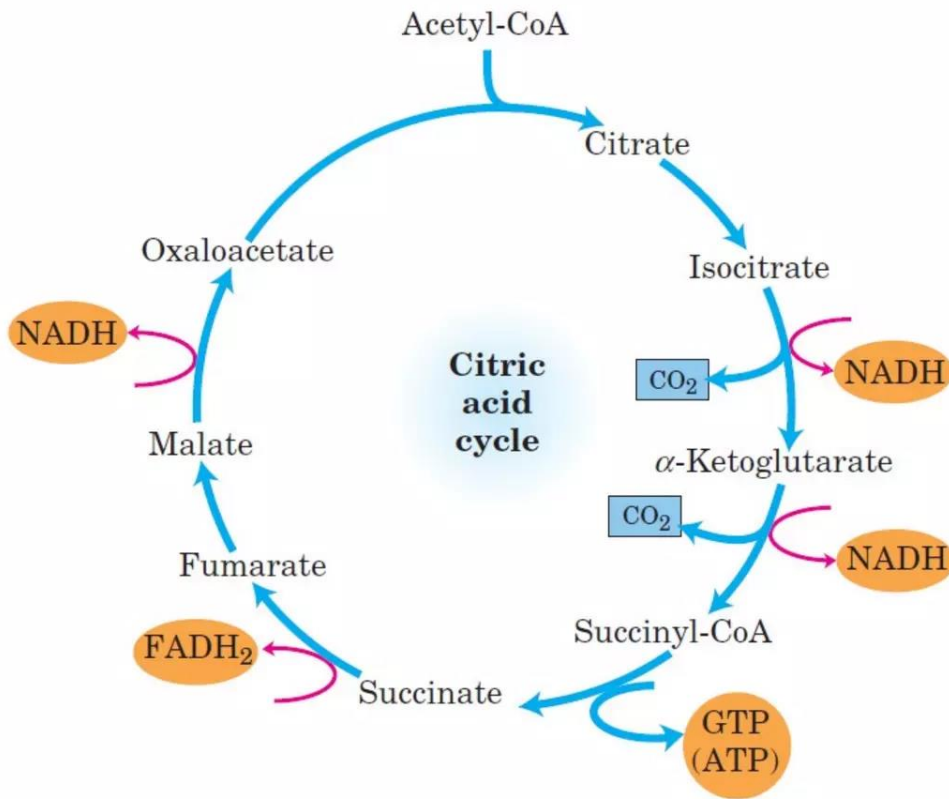 Acetyl-CoA
Citrate
Isocitrate
NADH
CO₂
α-Ketoglutarate
CO₂
NADH
Succinyl-CoA
GTP
(ATP)
Succinate
FADH₂
Fumarate
Malate
NADH
Oxaloacetate
Citric
acid
cycle